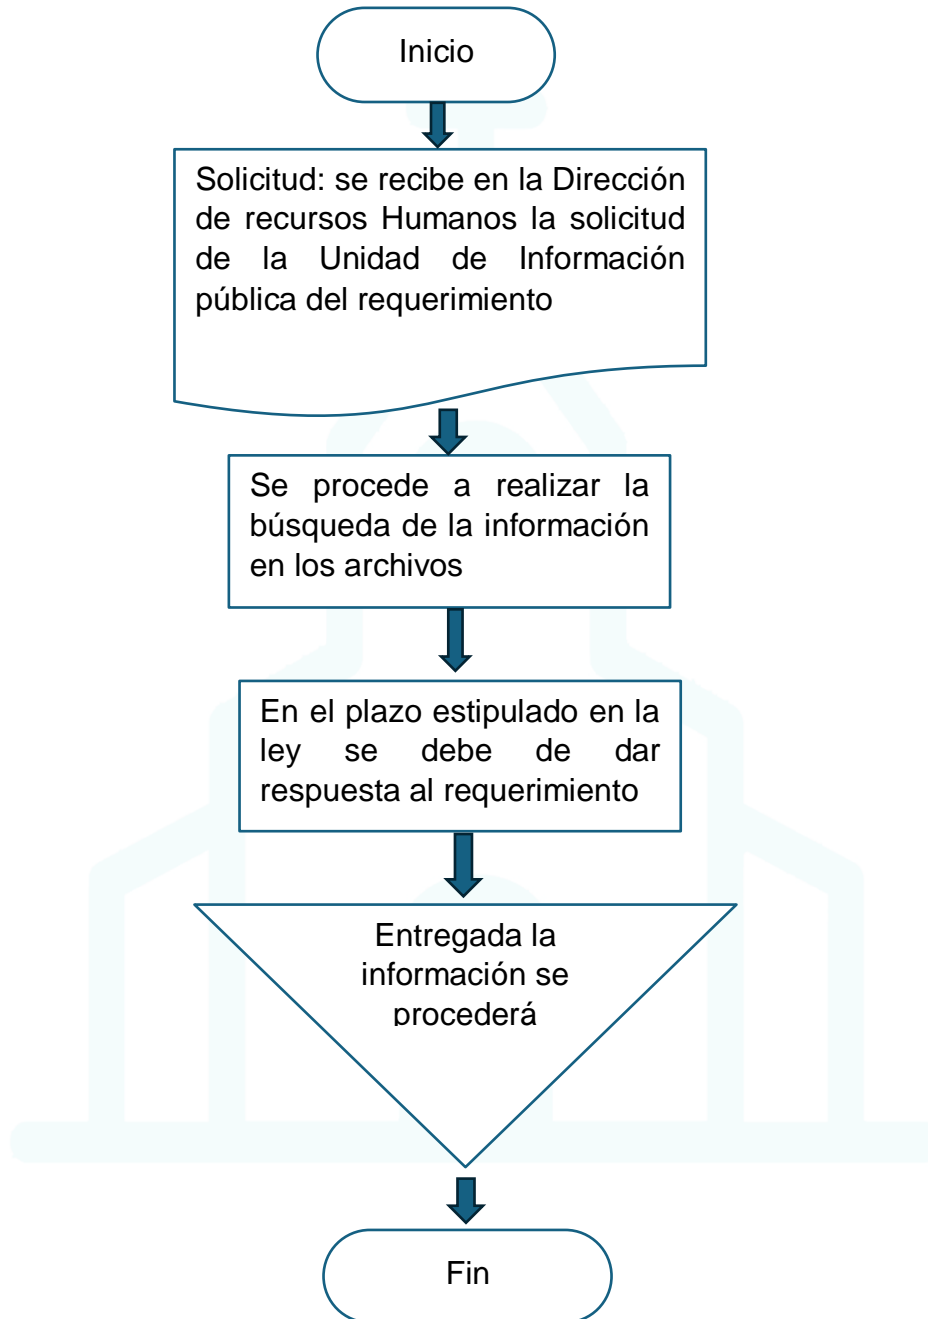 Inicio
Solicitud: se recibe en la Dirección
de recursos Humanos la solicitud
de la Unidad de Información
pública del requerimiento
Se procede a realizar la
búsqueda de la información
en los archivos
En el plazo estipulado en la
ley se debe de dar
respuesta al requerimiento
Entregada la
información se
procederá
Fin